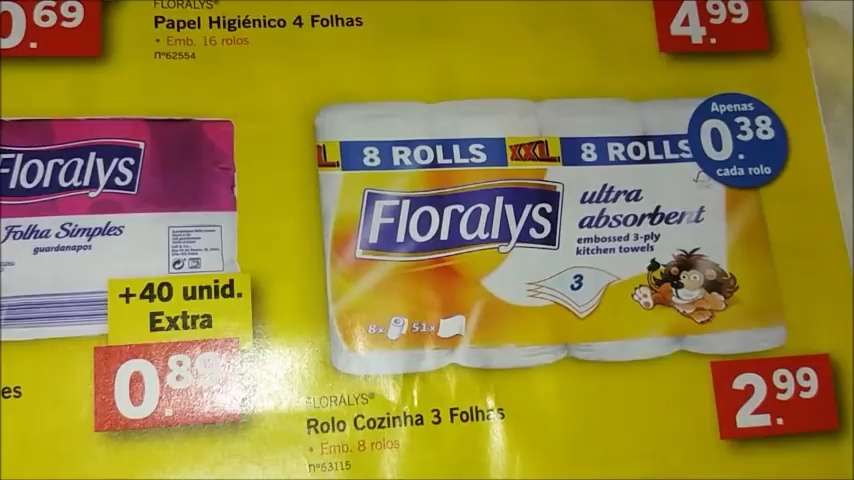 0.69
FLORALYS®
Papel Higiénico 4 Folhas
• Emb. 16 rolos
nº62554
4.99
Floralys
Folha Simples
guardanapos
+40 unid.
Extra
0.89
es
8 ROLLS XXL 8 ROLLS
Apenas
0.38
cada rolo
Floralys
ultra
absorbent
embossed 3-ply
kitchen towels
3
8x 51x
FLORALYS®
Rolo Cozinha 3 Folhas
• Emb. 8 rolos
nº63115
2.99